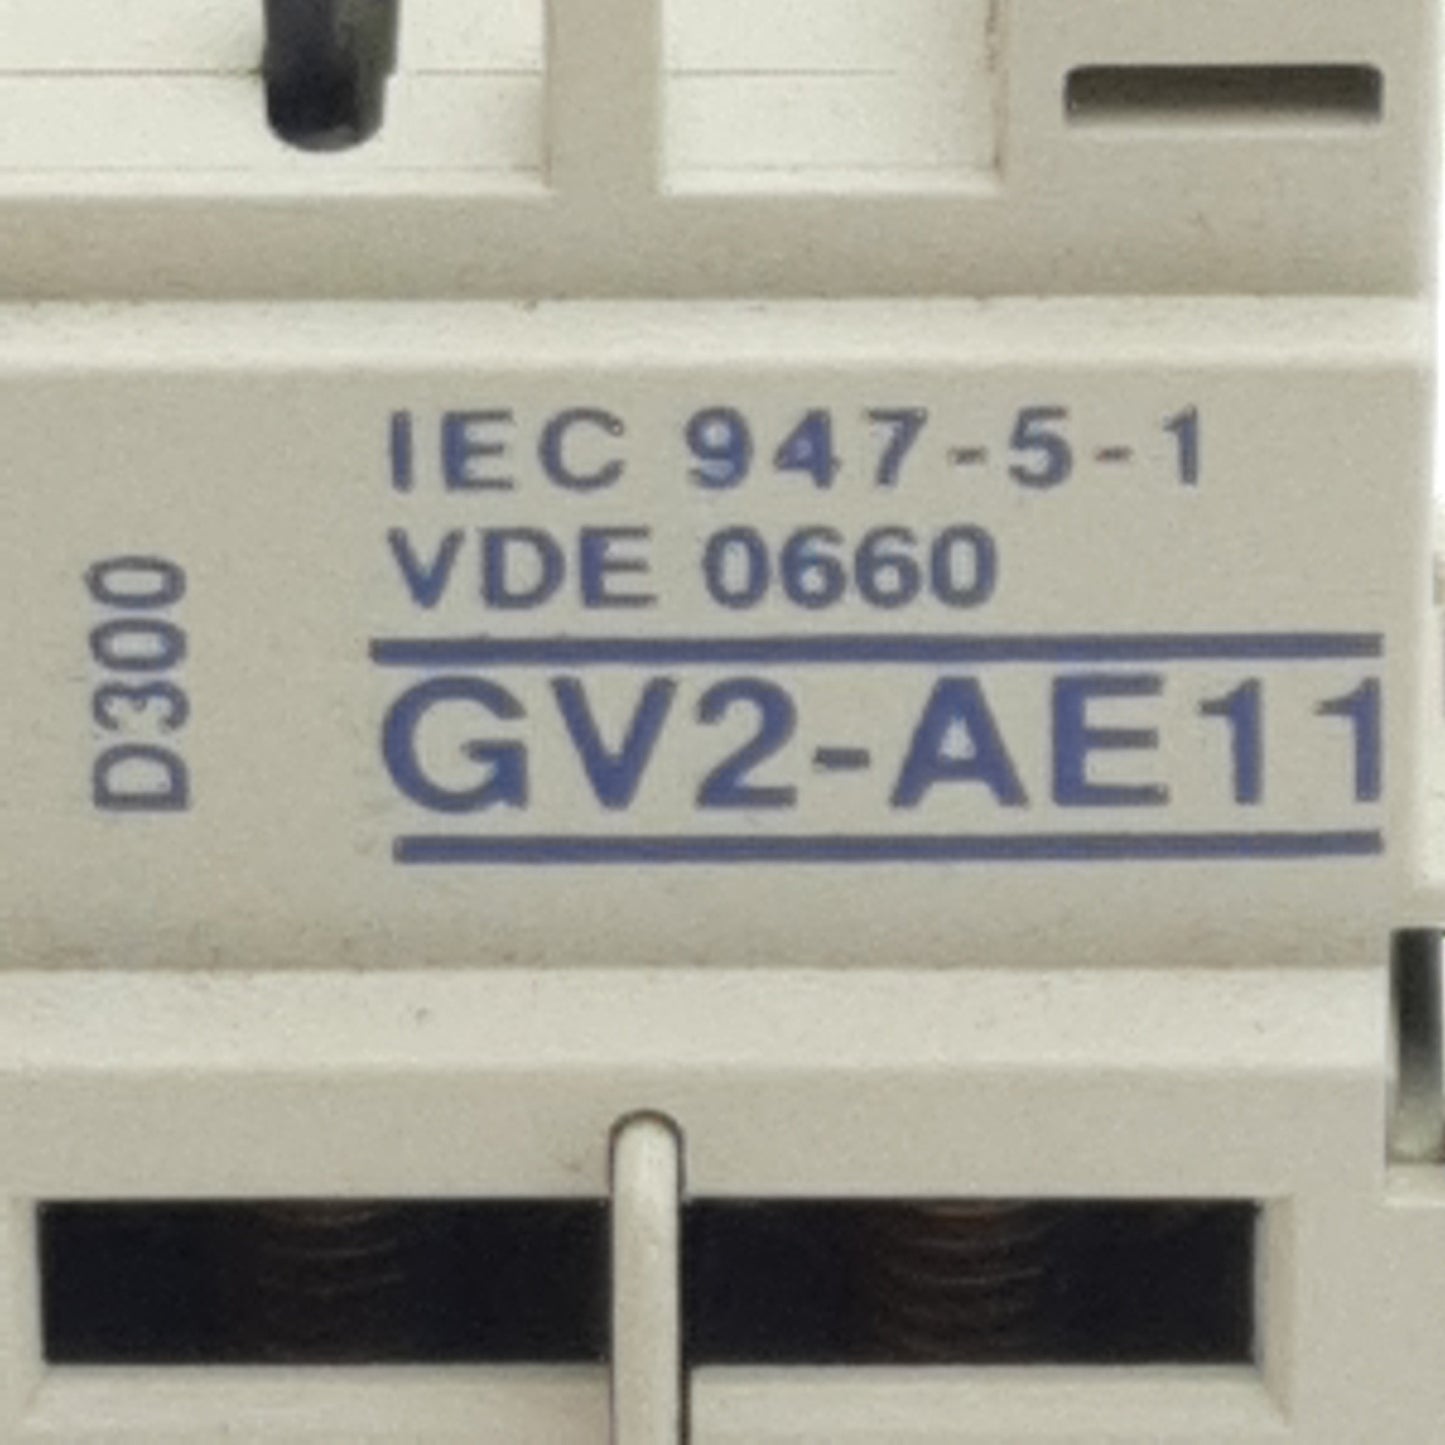 IEC 947-5-1
VDE 0660
D300
GV2-AE11